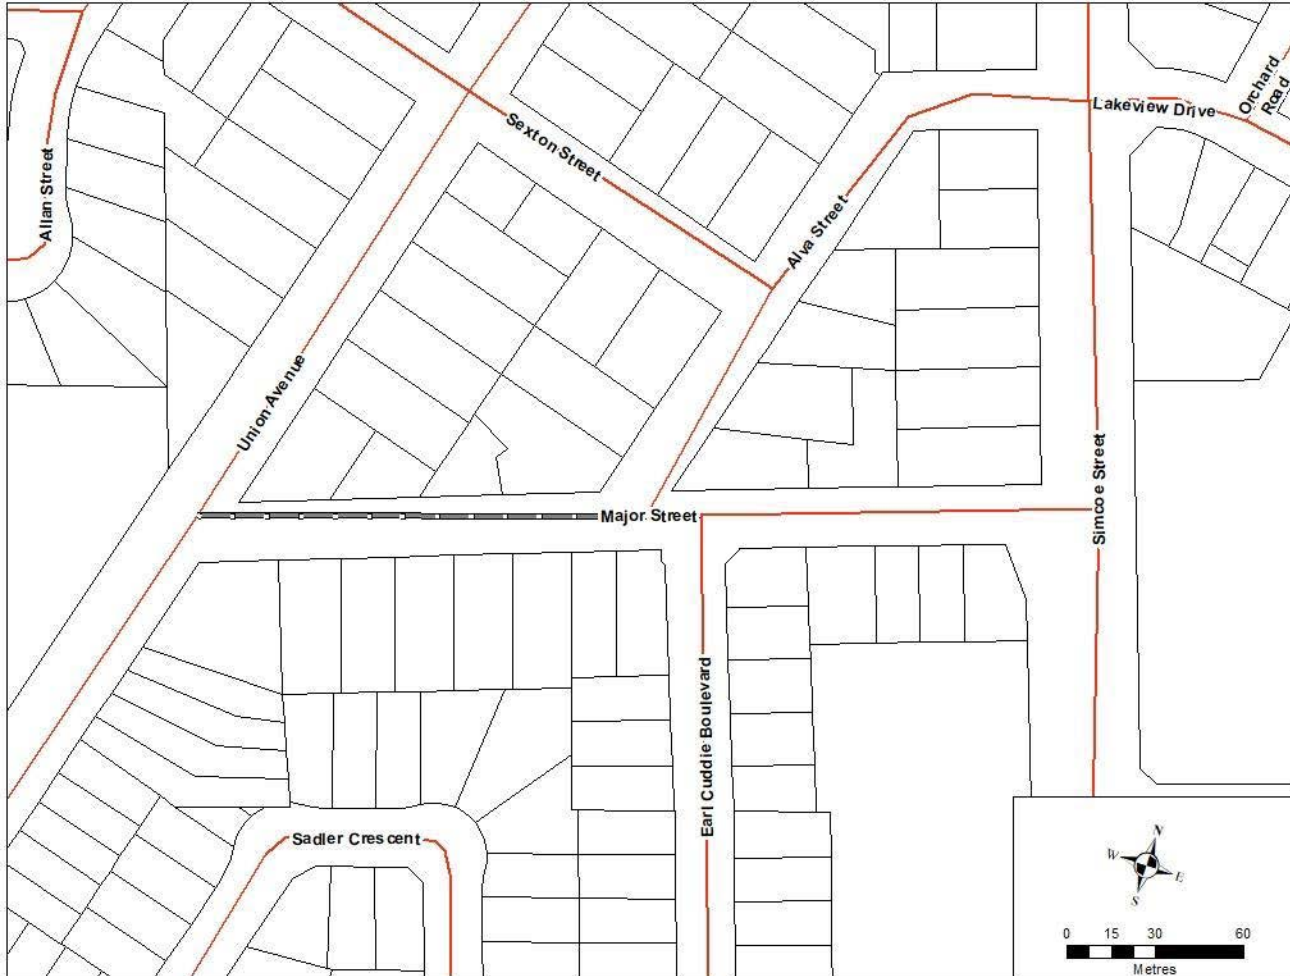 Sexton Street
Lakeview Drive
Orchard
Road
Allan Street
Alva Street
Union Avenue
Major Street
Simcoe Street
Earl Cuddie Boulevard
Sadler Crescent
N
W
E
S
0 15 30 60
Metres